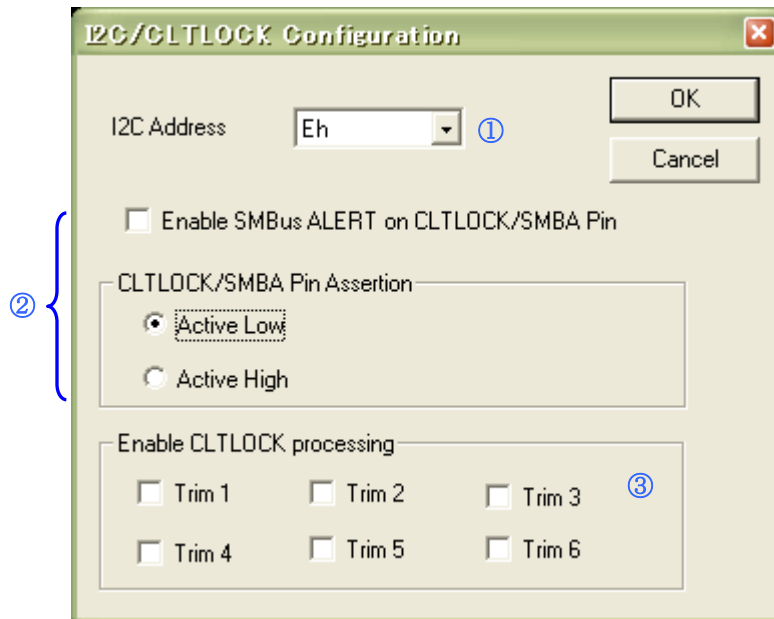 I2C/CLTLOCK Configuration
OK
I2C Address Eh ①
Cancel
Enable SMBus ALERT on CLTLOCK/SMBA Pin
②
CLTLOCK/SMBA Pin Assertion
Active Low
Active High
Enable CLTLOCK processing
Trim 1 Trim 2 Trim 3 ③
Trim 4 Trim 5 Trim 6